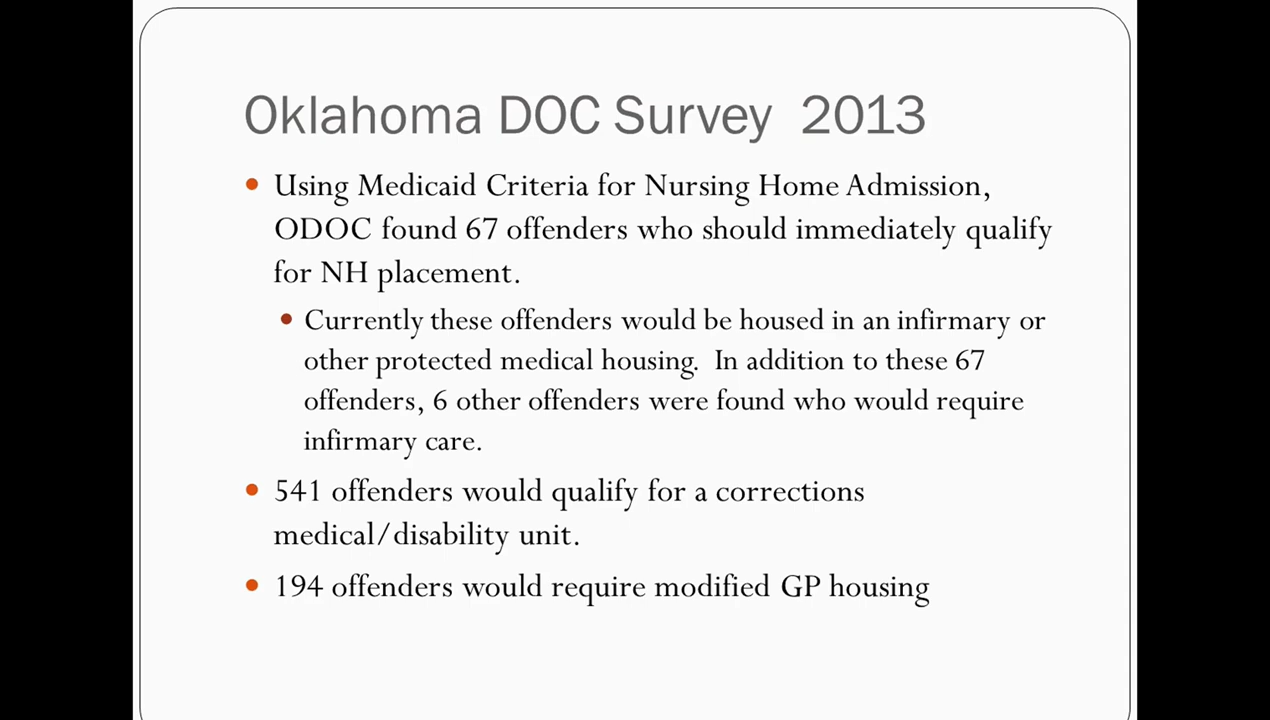 Oklahoma DOC Survey 2013
• Using Medicaid Criteria for Nursing Home Admission,
ODOC found 67 offenders who should immediately qualify
for NH placement.
• Currently these offenders would be housed in an infirmary or
other protected medical housing. In addition to these 67
offenders, 6 other offenders were found who would require
infirmary care.
• 541 offenders would qualify for a corrections
medical/disability unit.
• 194 offenders would require modified GP housing